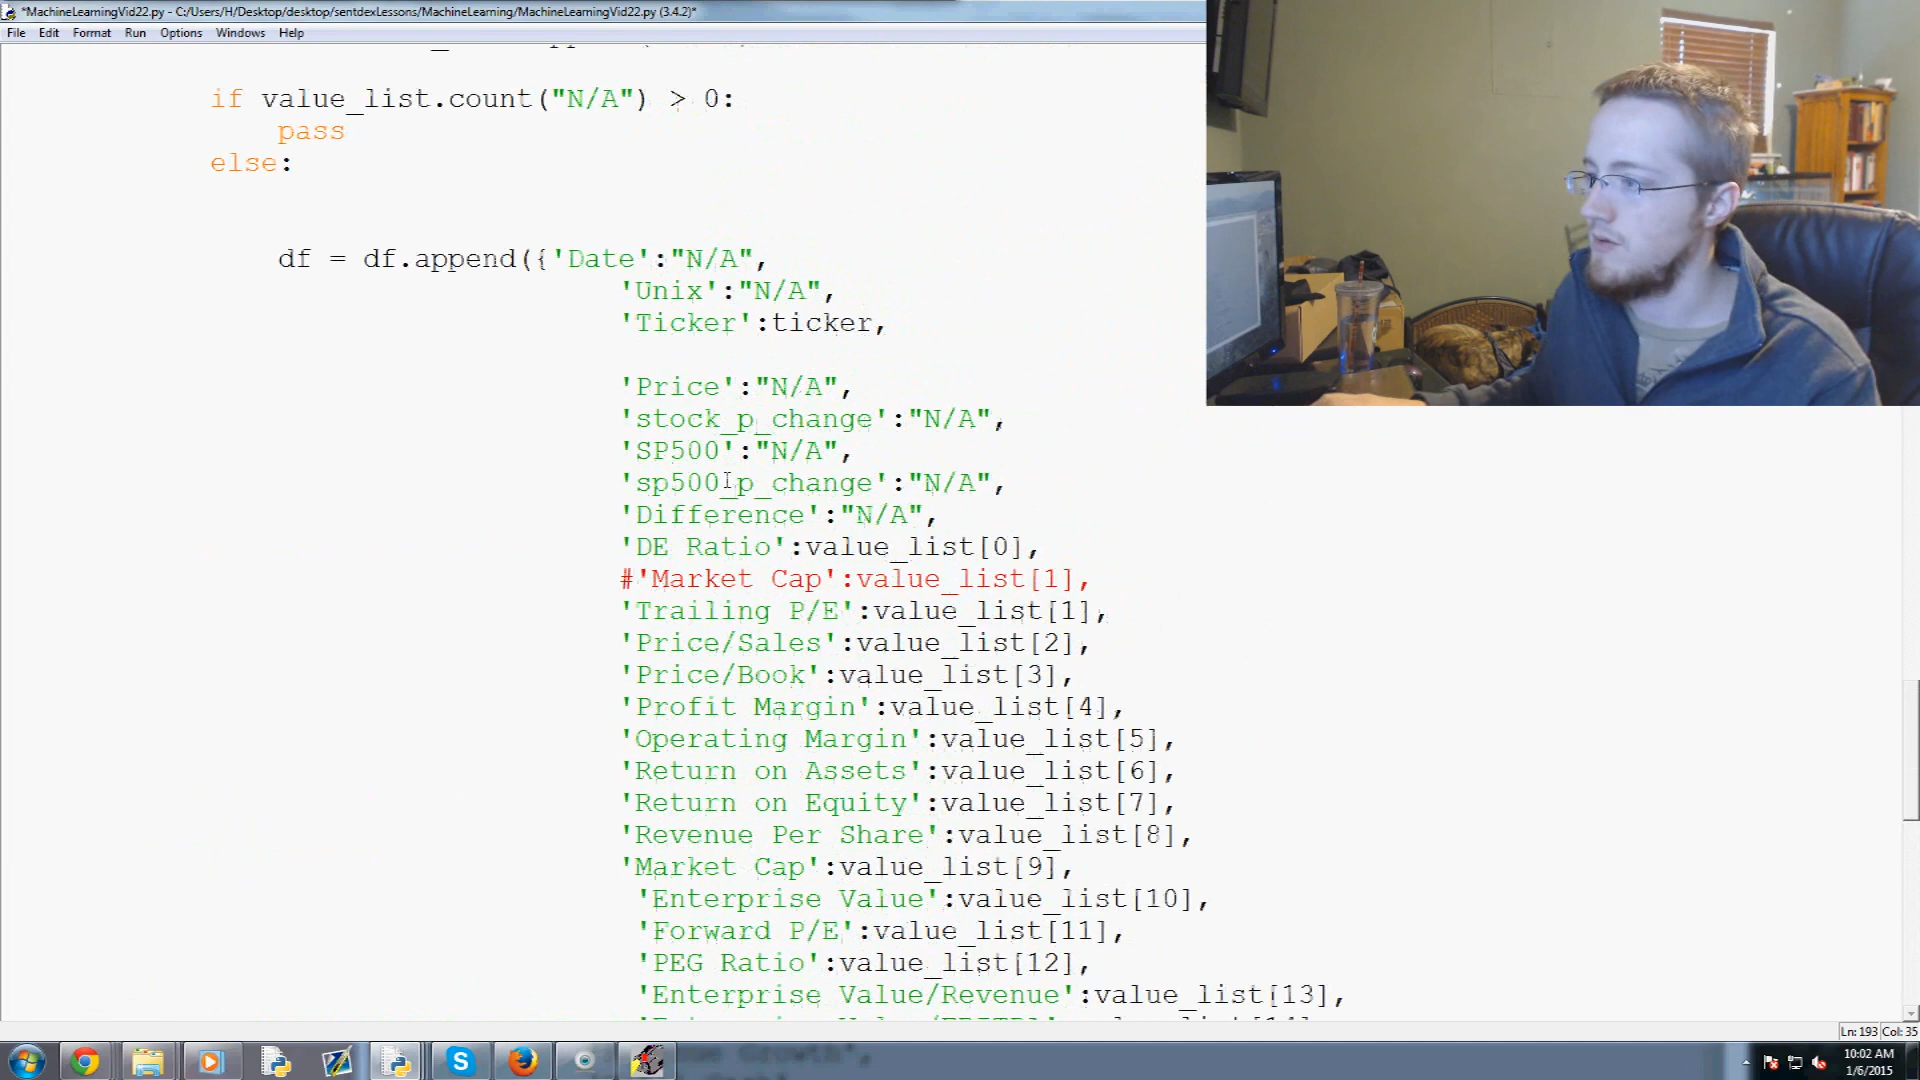 *MachineLearningVid22.py - C:/Users/H/Desktop/desktop/sentdexLessons/MachineLearning/MachineLearningVid22.py (3.4.2)*
File Edit Format Run Options Windows Help
if value_list.count("N/A") > 0:
pass
else:
df = df.append({'Date':"N/A",
'Unix':"N/A",
'Ticker':ticker,
'Price':"N/A",
'stock_p_change':"N/A",
'SP500':"N/A",
'sp500_p_change':"N/A",
'Difference':"N/A",
'DE Ratio':value_list[0],
#'Market Cap':value_list[1],
'Trailing P/E':value_list[1],
'Price/Sales':value_list[2],
'Price/Book':value_list[3],
'Profit Margin':value_list[4],
'Operating Margin':value_list[5],
'Return on Assets':value_list[6],
'Return on Equity':value_list[7],
'Revenue Per Share':value_list[8],
'Market Cap':value_list[9],
'Enterprise Value':value_list[10],
'Forward P/E':value_list[11],
'PEG Ratio':value_list[12],
'Enterprise Value/Revenue':value_list[13],
Ln: 193 Col: 35
10:02 AM
1/6/2015